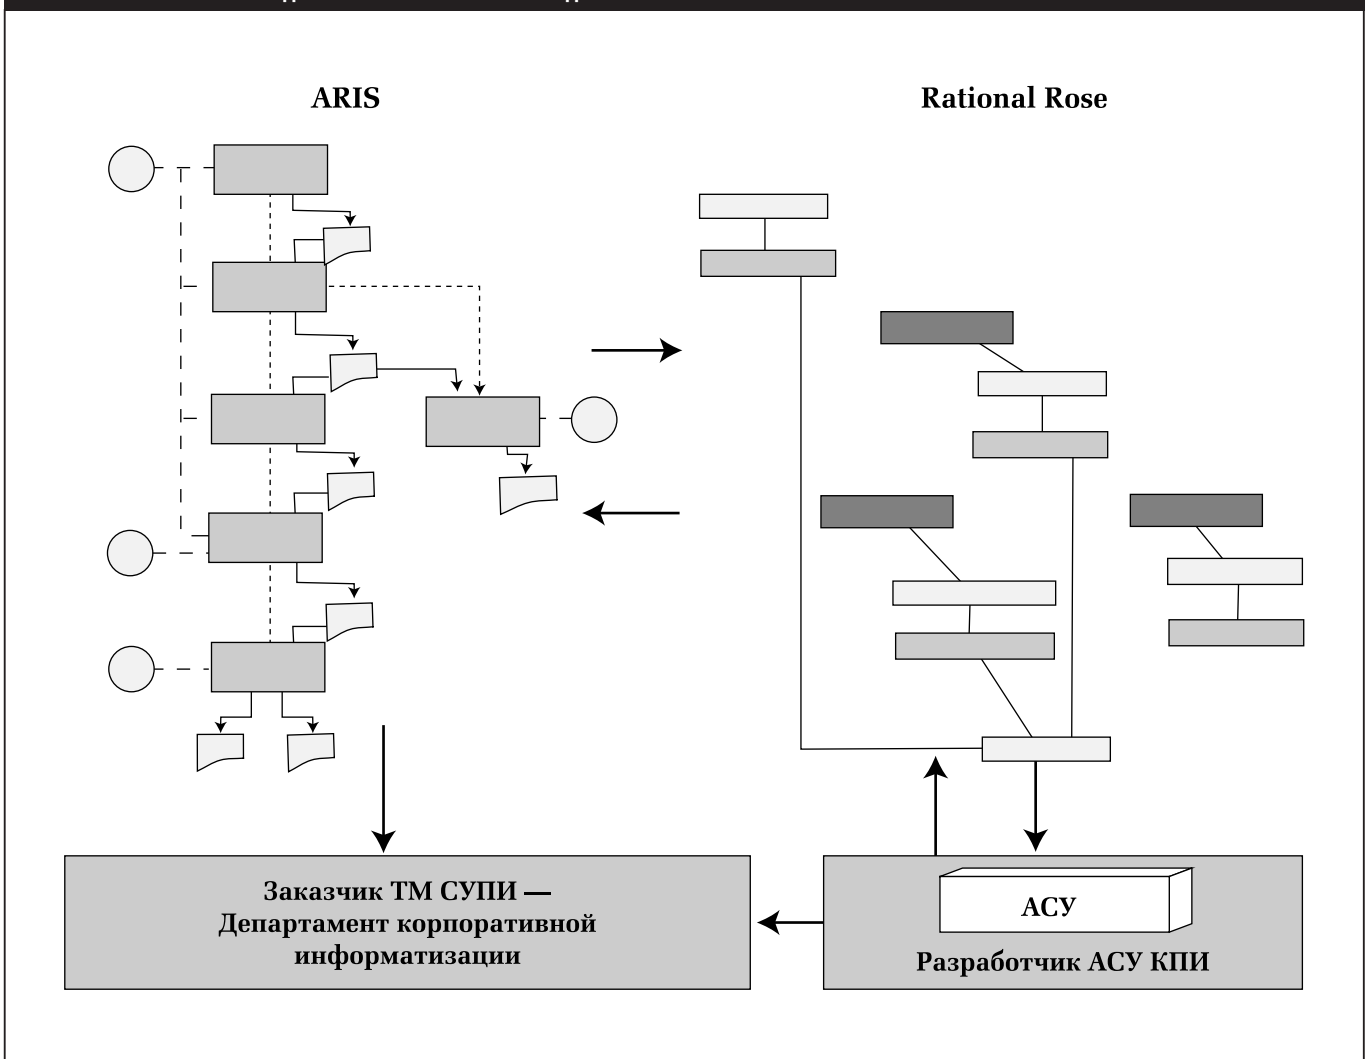 ARIS
Rational Rose
Заказчик ТМ СУПИ —
Департамент корпоративной
информатизации
АСУ
Разработчик АСУ КПИ